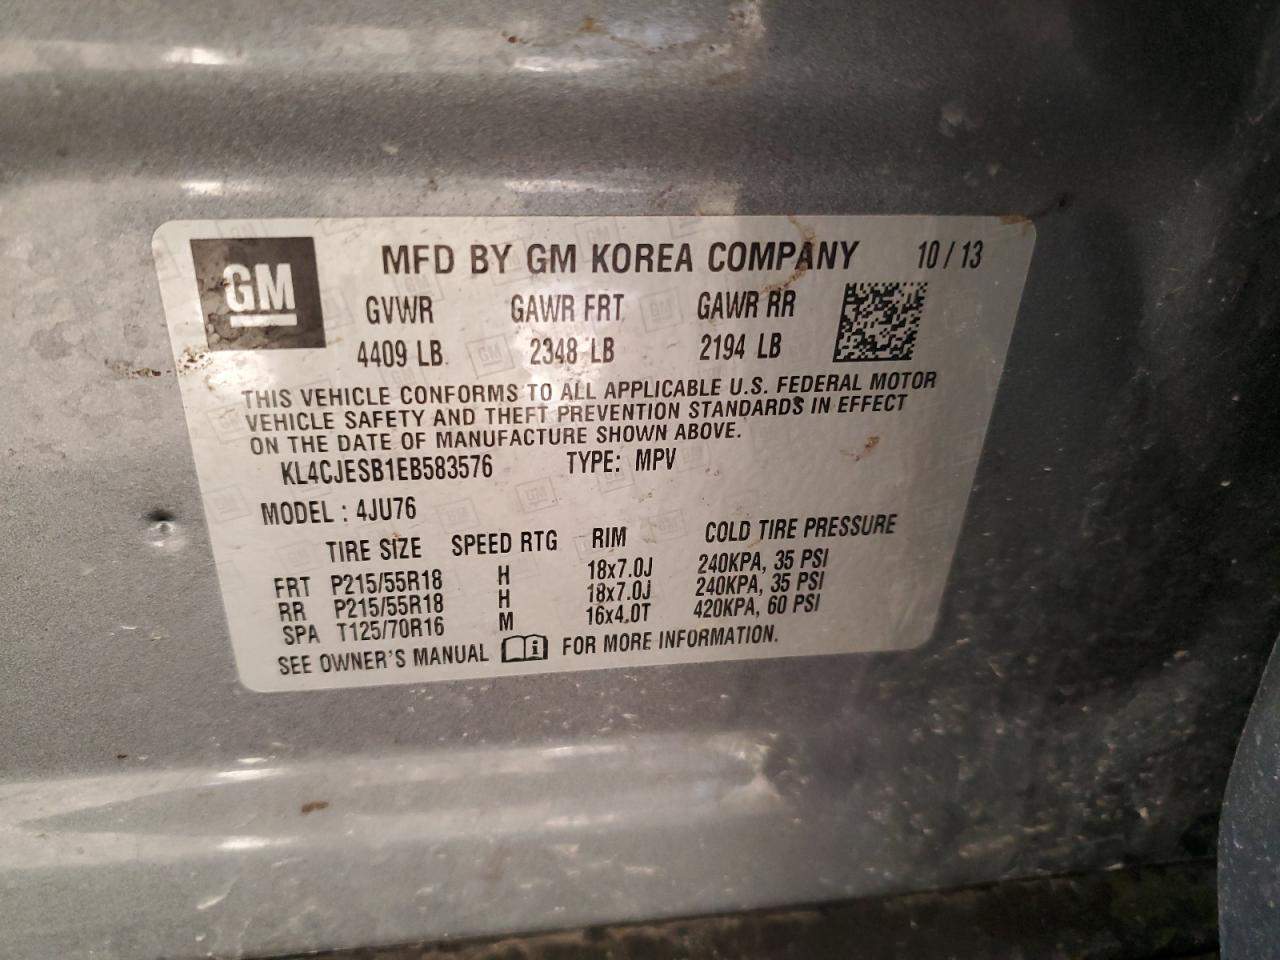 GM
MFD BY GM KOREA COMPANY 10 / 13
GVWR GAWR FRT GAWR RR
4409 LB 2348 LB 2194 LB
THIS VEHICLE CONFORMS TO ALL APPLICABLE U.S. FEDERAL MOTOR
VEHICLE SAFETY AND THEFT PREVENTION STANDARDS IN EFFECT
ON THE DATE OF MANUFACTURE SHOWN ABOVE.
KL4CJESB1EB583576 TYPE: MPV
MODEL : 4JU76
TIRE SIZE SPEED RTG RIM COLD TIRE PRESSURE
FRT P215/55R18 H 18x7.0J 240KPA, 35 PSI
RR P215/55R18 H 18x7.0J 240KPA, 35 PSI
SPA T125/70R16 M 16x4.0T 420KPA, 60 PSI
SEE OWNER'S MANUAL FOR MORE INFORMATION.